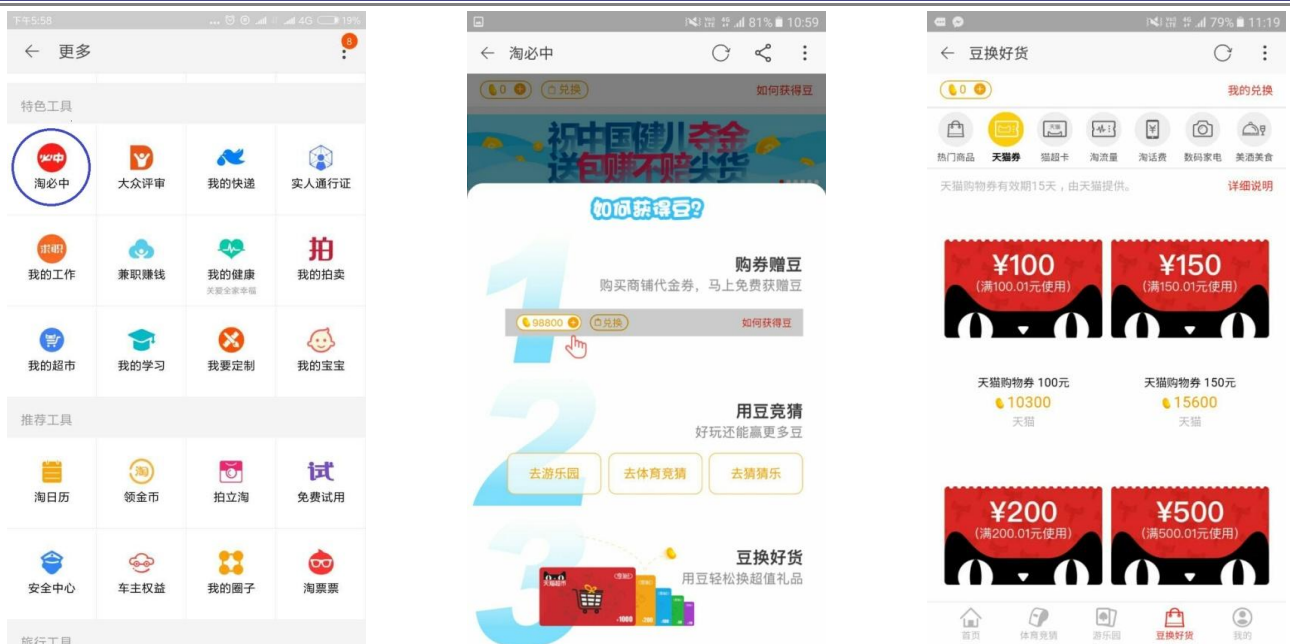 下午5:58
... 4G 19%
更多
8
特色工具
必中
淘必中
大众评审
我的快递
实人通行证
我的工作
兼职赚钱
我的健康
关爱全家幸福
拍
我的拍卖
我的超市
我的学习
我要定制
我的宝宝
推荐工具
淘日历
淘
领金币
拍立淘
试
免费试用
安全中心
车主权益
我的圈子
淘票票
旅行工具
81% 10:59
淘必中
0
兑换
如何获得豆
祝中国健儿夺金
送包赚不赔尖货
如何获得豆?
1
购券赠豆
购买商铺代金券，马上免费获赠豆
98800
兑换
如何获得豆
2
用豆竞猜
好玩还能赢更多豆
去游乐园
去体育竞猜
去猜猜乐
3
豆换好货
用豆轻松换超值礼品
79% 11:19
豆换好货
0
我的兑换
热门商品
天猫券
猫超卡
淘流量
淘话费
数码家电
美酒美食
天猫购物券有效期15天，由天猫提供。
详细说明
¥100
(满100.01元使用)
¥150
(满150.01元使用)
天猫购物券 100元
天猫购物券 150元
10300
15600
天猫
天猫
¥200
(满200.01元使用)
¥500
(满500.01元使用)
首页
体育竞猜
游乐园
豆换好货
我的